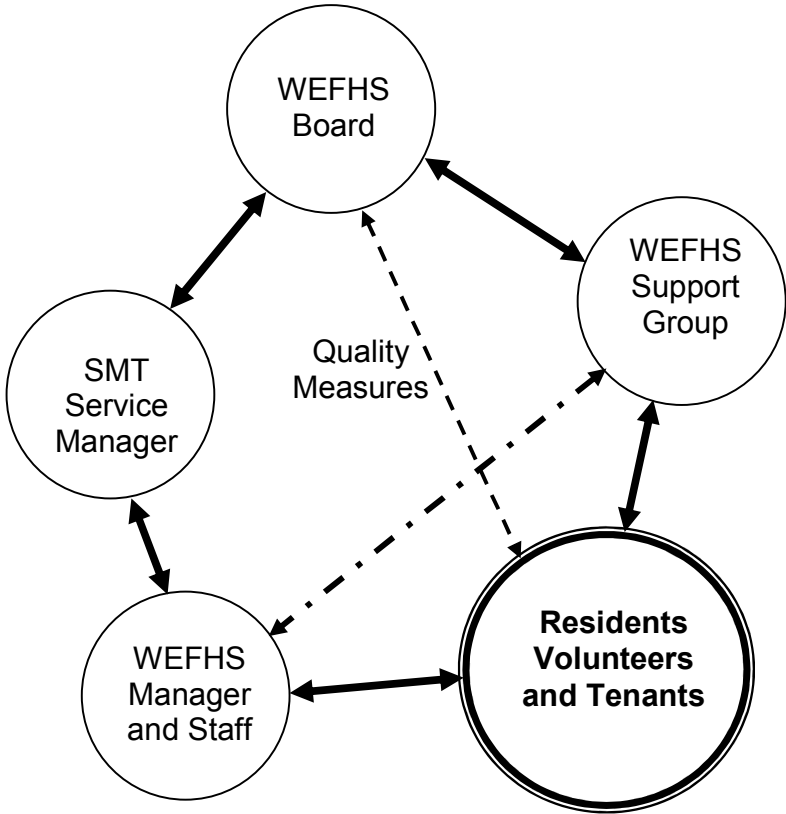 WEFHS
Board
WEFHS
Support
Group
Quality
Measures
SMT
Service
Manager
Residents
Volunteers
and Tenants
WEFHS
Manager
and Staff